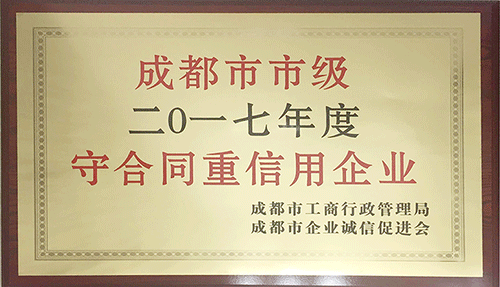 成都市市级
二0一七年度
守合同重信用企业
成都市工商行政管理局
成都市企业诚信促进会